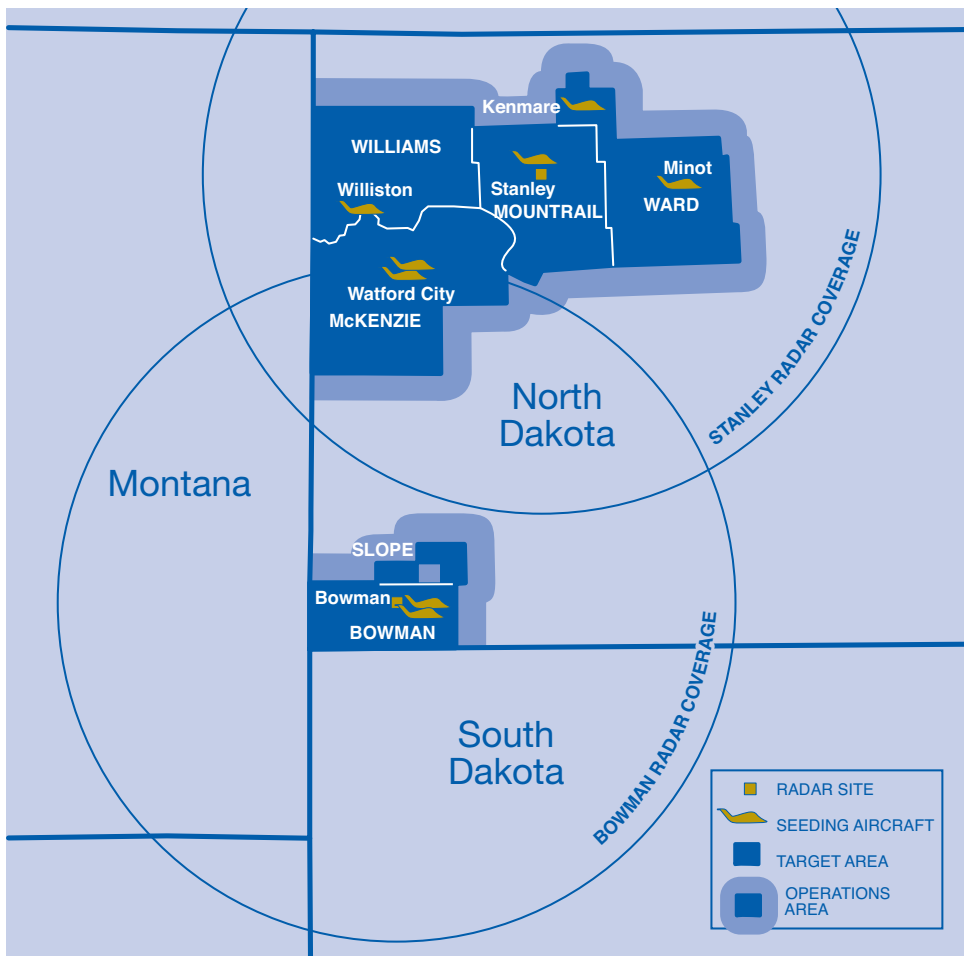 Kenmare
WILLIAMS
Williston
Stanley
MOUNTRAIL
Minot
WARD
Watford City
McKENZIE
STANLEY RADAR COVERAGE
North
Dakota
Montana
SLOPE
Bowman
BOWMAN
BOWMAN RADAR COVERAGE
South
Dakota
RADAR SITE
SEEDING AIRCRAFT
TARGET AREA
OPERATIONS
AREA